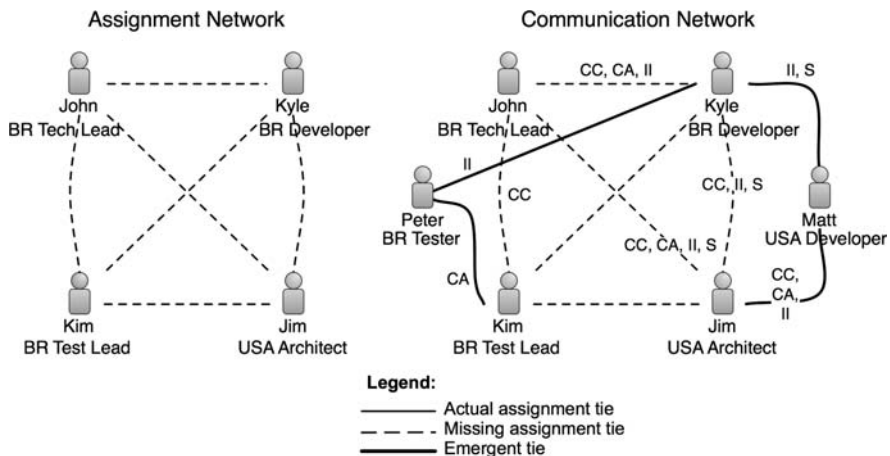 Assignment Network
John
BR Tech Lead
Kyle
BR Developer
Kim
BR Test Lead
Jim
USA Architect
Communication Network
CC, CA, II
II, S
John
BR Tech Lead
Kyle
BR Developer
II
CC
CC, II, S
Peter
BR Tester
Matt
USA Developer
CC, CA, II, S
CA
CC,
CA,
II
Kim
BR Test Lead
Jim
USA Architect
Legend:
Actual assignment tie
Missing assignment tie
Emergent tie